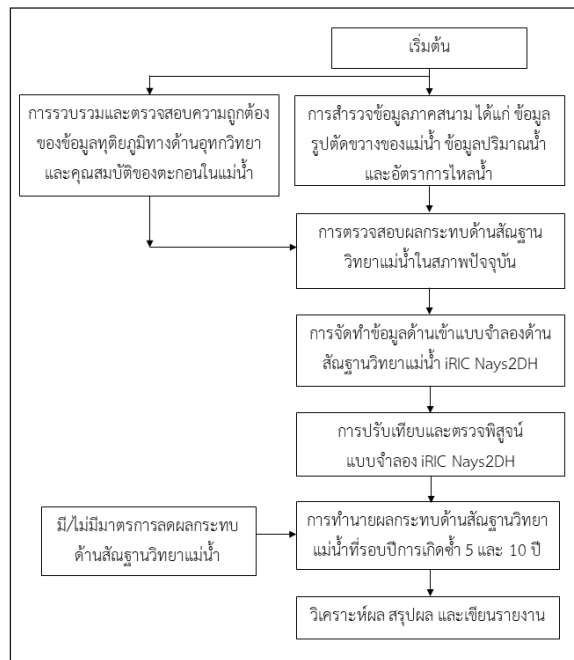 เริ่มต้น
การรวบรวมและตรวจสอบความถูกต้อง
ของข้อมูลทุติยภูมิทางด้านอุทกวิทยา
และคุณสมบัติของตะกอนในแม่น้ำ
การสำรวจข้อมูลภาคสนาม ได้แก่ ข้อมูล
รูปตัดขวางของแม่น้ำ ข้อมูลปริมาณน้ำ
และอัตราการไหลน้ำ
การตรวจสอบผลกระทบด้านสัณฐาน
วิทยาแม่น้ำในสภาพปัจจุบัน
การจัดทำข้อมูลด้านเข้าแบบจำลองด้าน
สัณฐานวิทยาแม่น้ำ iRIC Nays2DH
การปรับเทียบและตรวจพิสูจน์
แบบจำลอง iRIC Nays2DH
มี/ไม่มีมาตรการลดผลกระทบ
ด้านสัณฐานวิทยาแม่น้ำ
การทำนายผลกระทบด้านสัณฐานวิทยา
แม่น้ำที่รอบปีการเกิดซ้ำ 5 และ 10 ปี
วิเคราะห์ผล สรุปผล และเขียนรายงาน